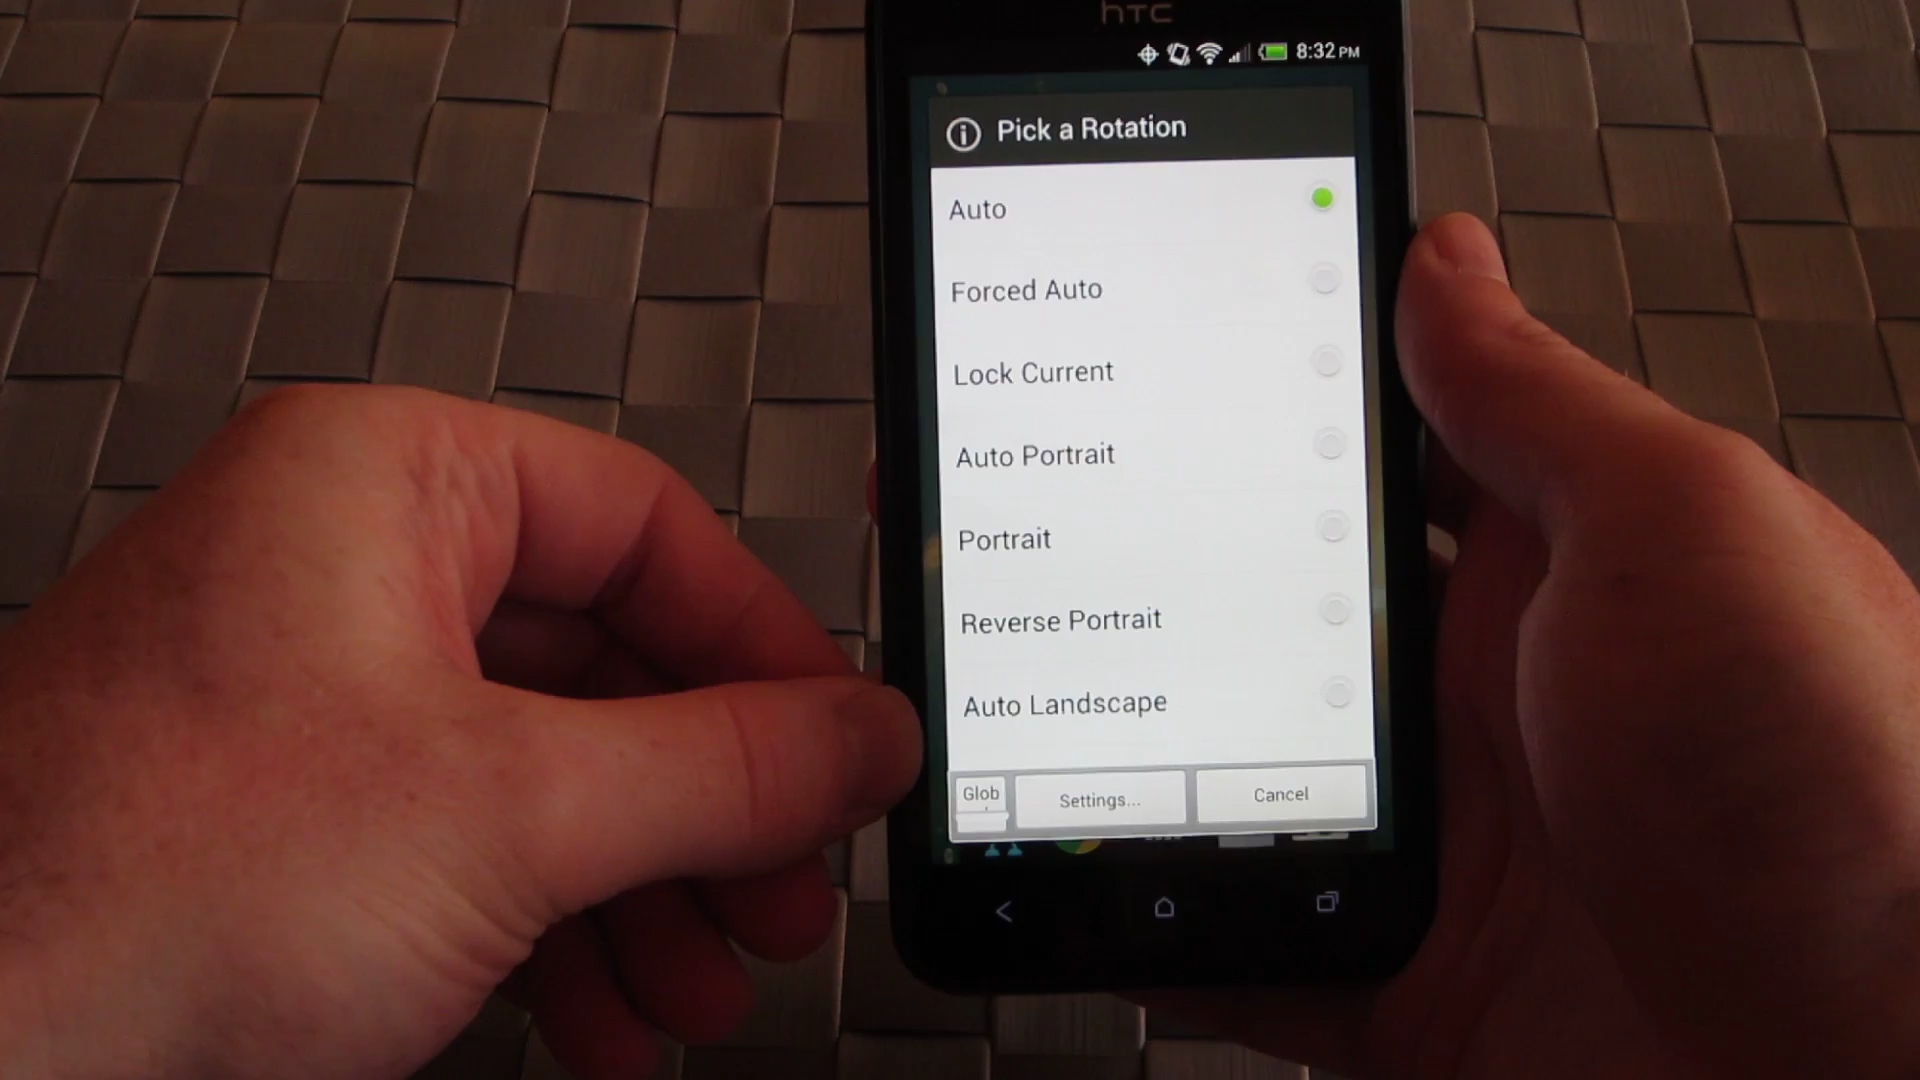 hTC
8:32 PM
Pick a Rotation
Auto
Forced Auto
Lock Current
Auto Portrait
Portrait
Reverse Portrait
Auto Landscape
Glob
Settings...
Cancel